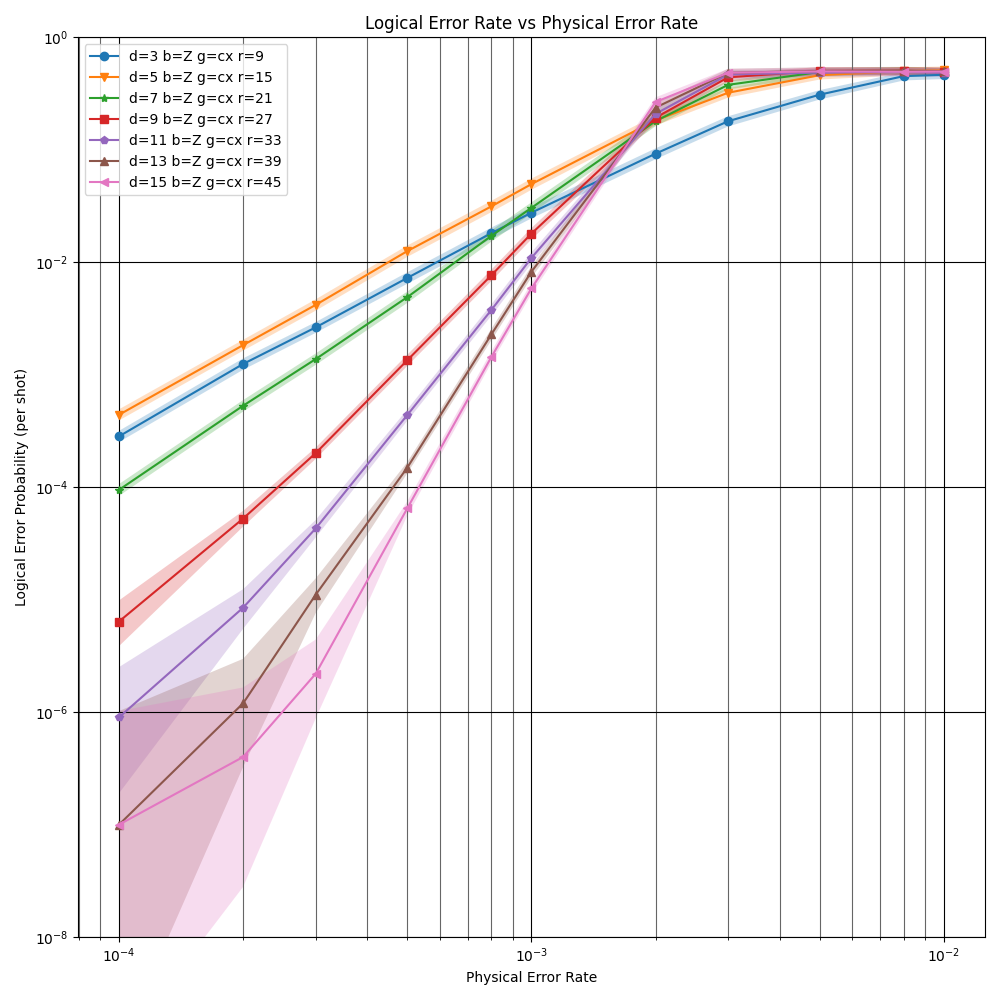 Logical Error Rate vs Physical Error Rate
d=3 b=Z g=cx r=9
d=5 b=Z g=cx r=15
d=7 b=Z g=cx r=21
d=9 b=Z g=cx r=27
d=11 b=Z g=cx r=33
d=13 b=Z g=cx r=39
d=15 b=Z g=cx r=45
Logical Error Probability (per shot)
10⁰
10⁻²
10⁻⁴
10⁻⁶
10⁻⁸
10⁻⁴ 10⁻³ 10⁻²
Physical Error Rate